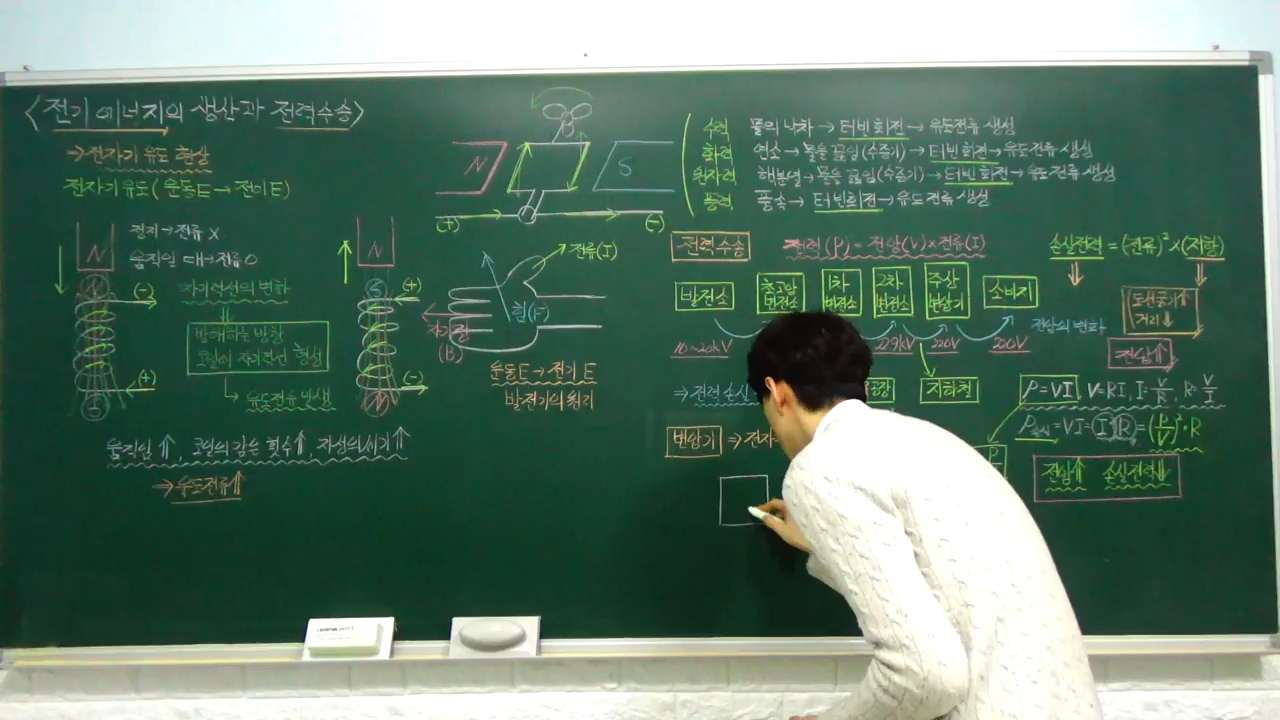 〈전기 에너지의 생산과 전력수송〉
→전자기 유도 현상
전자기유도(운동E → 전기E)
N
정지→전류 X
움직일 때→전류 O
N
(-)
(+)
자기력선의 변화
방해하는 방향
코일에 자기력선 형성
유도전류 발생
N
S
(+)
(-)
N
움직임⇑, 코일의 감은 횟수⇑, 자석의 세기⇑
⇒유도전류⇑
N
S
(+)
(-)
전류(I)
힘(F)
자기장
(B)
운동E→전기 E
발전기의 원리
수력 물의 낙차 → 터빈 회전 → 유도전류 생성
화력 연소 → 물을 끓임(수증기) → 터빈 회전 → 유도전류 생성
원자력 핵분열 → 물을 끓임(수증기) → 터빈 회전 → 유도전류 생성
풍력 풍속 → 터빈회전 → 유도전류 생성
전력 수송
전력(P) = 전압(V)×전류(I)
손실전력 = (전류)²×(저항)
발전소
초고압 변전소
1차 변전소
2차 변전소
주상 변압기
소비지
도선굵기⇑
거리↓
10~20kV
22.9kV
220V
220V
전압의 변화
전압⇑
⇒전력 손실
공장
지하철
P=VI, V=RI, I=V/R, R=V/I
P손실=VI=I²R=(P/V)²·R
변압기 ⇒ 전자
전압⇑ 손실전력⇓